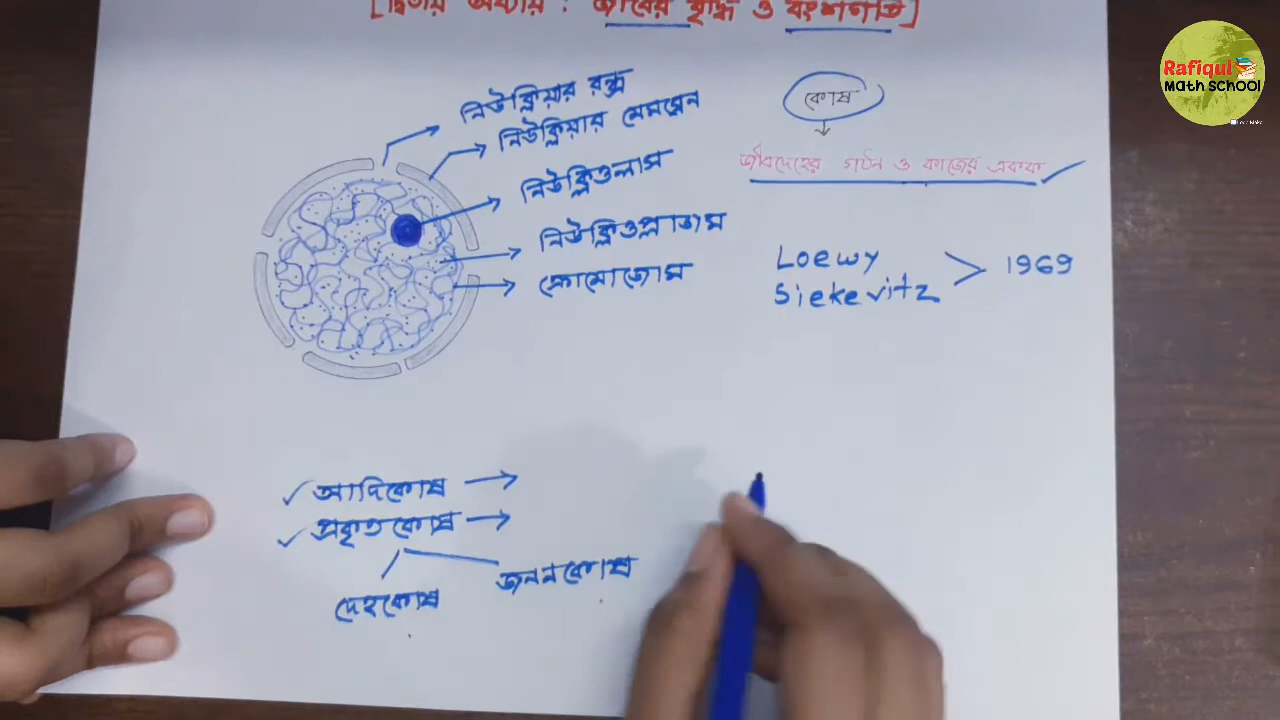 [দ্বিতীয় অধ্যায় : জীবের বৃদ্ধি ও বংশগতি]
নিউক্লিয়ার রন্ধ্র
নিউক্লিয়ার মেমব্রেন
নিউক্লিওলাস
নিউক্লিওপ্লাজম
ক্রোমোজোম
কোষ
জীবদেহের গঠন ও কাজের একক
Loewy
Siekevitz
1969
আদিকোষ
প্রকৃতকোষ
দেহকোষ
জননকোষ
Rafiqul
Math School